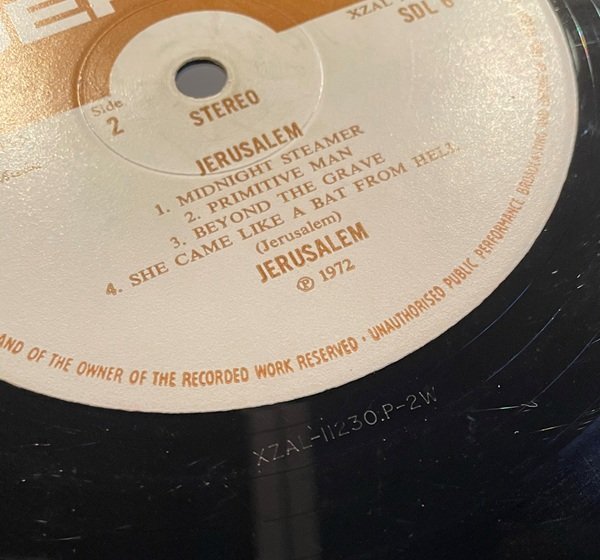 XZAL
SDL 6
Side
2
STEREO
JERUSALEM
1. MIDNIGHT STEAMER
2. PRIMITIVE MAN
3. BEYOND THE GRAVE
4. SHE CAME LIKE A BAT FROM HELL
(Jerusalem)
JERUSALEM
Ⓟ 1972
AND OF THE OWNER OF THE RECORDED WORK RESERVED · UNAUTHORISED PUBLIC PERFORMANCE BROADCASTING AND
XZAL-11230.P-2W